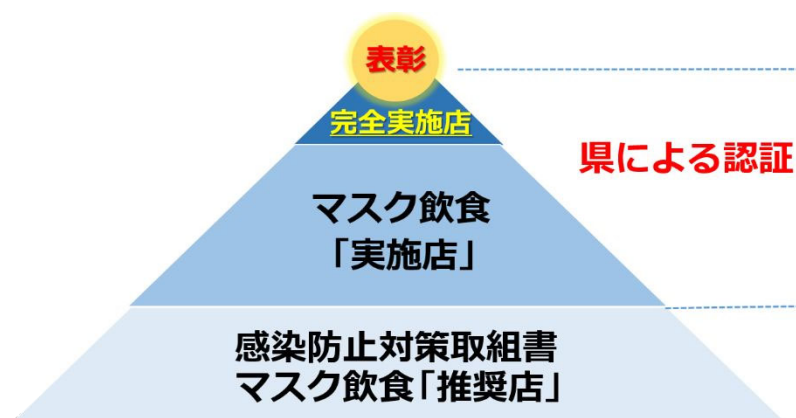 表彰
完全実施店
県による認証
マスク飲食
「実施店」
感染防止対策取組書
マスク飲食「推奨店」